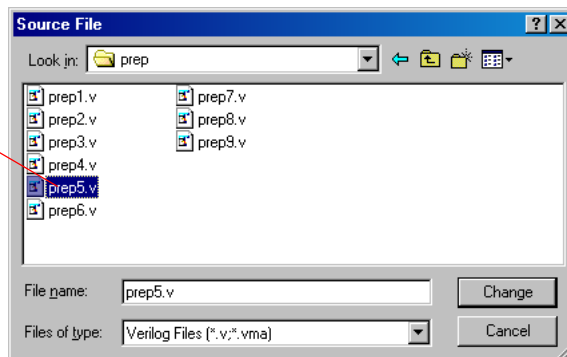 Source File
Look in: prep
prep1.v
prep2.v
prep3.v
prep4.v
prep5.v
prep6.v
prep7.v
prep8.v
prep9.v
File name: prep5.v Change
Files of type: Verilog Files (*.v;*.vma) Cancel